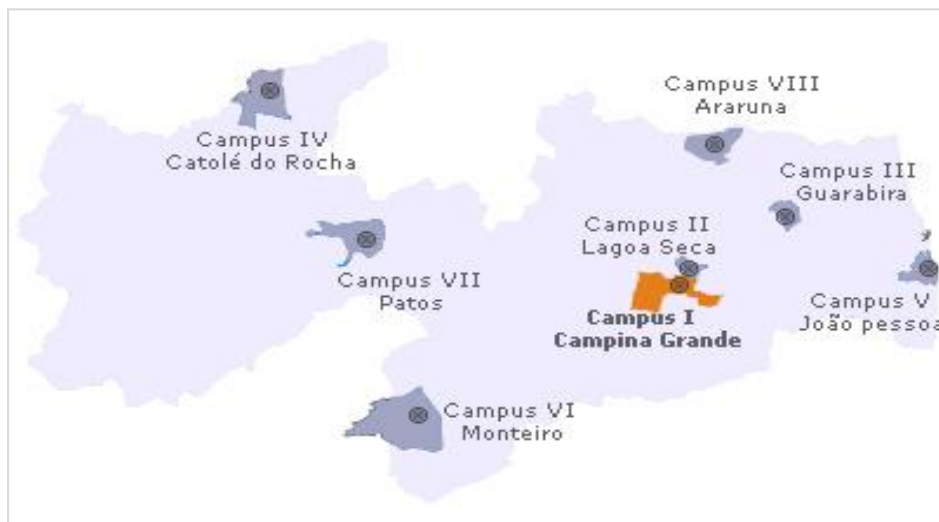 Campus VIII
Araruna
Campus IV
Catolé do Rocha
Campus III
Guarabira
Campus II
Lagoa Seca
Campus VII
Patos
Campus V
João pessoa
Campus I
Campina Grande
Campus VI
Monteiro